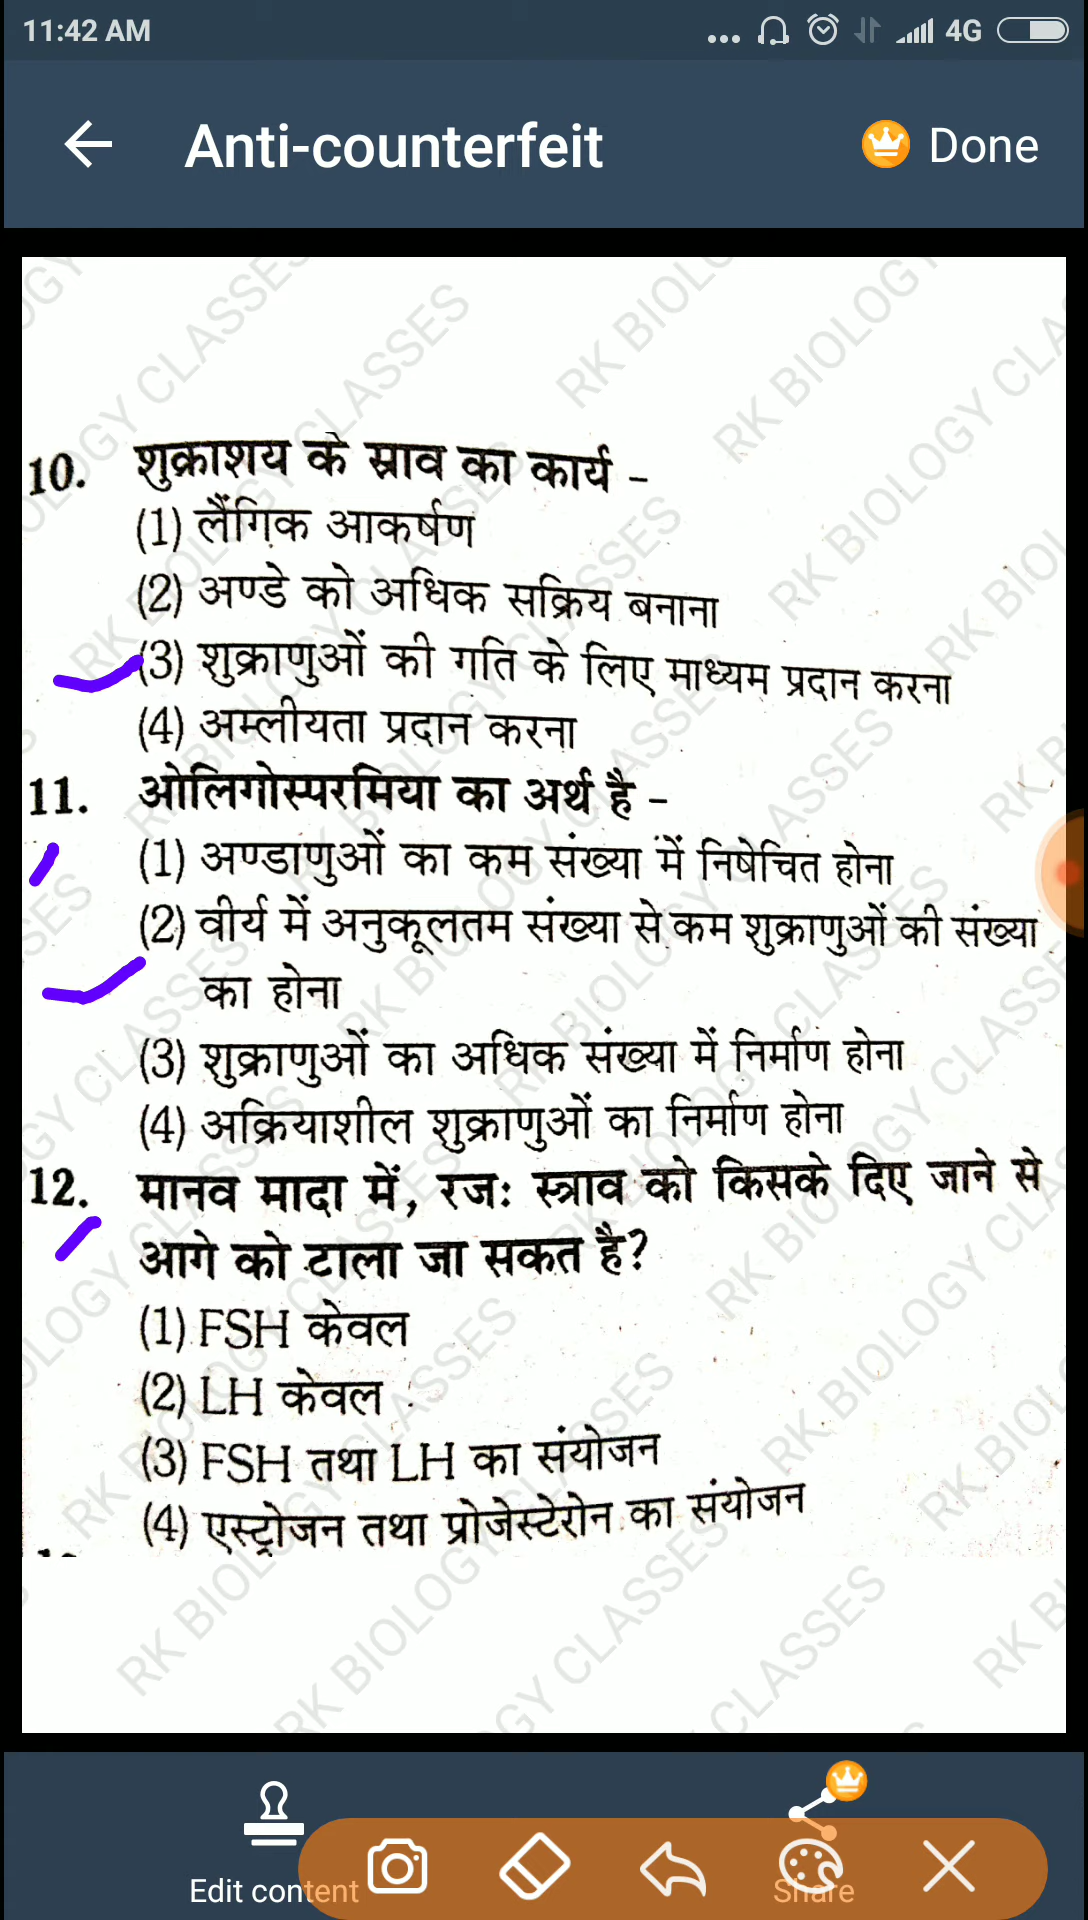 11:42 AM
4G
Anti-counterfeit
Done
10. शुक्राशय के स्राव का कार्य -
(1) लैंगिक आकर्षण
(2) अण्डे को अधिक सक्रिय बनाना
(3) शुक्राणुओं की गति के लिए माध्यम प्रदान करना
(4) अम्लीयता प्रदान करना
11. ओलिगोस्परमिया का अर्थ है -
(1) अण्डाणुओं का कम संख्या में निषेचित होना
(2) वीर्य में अनुकूलतम संख्या से कम शुक्राणुओं की संख्या
का होना
(3) शुक्राणुओं का अधिक संख्या में निर्माण होना
(4) अक्रियाशील शुक्राणुओं का निर्माण होना
12. मानव मादा में, रजः स्त्राव को किसके दिए जाने से
आगे को टाला जा सकत है?
(1) FSH केवल
(2) LH केवल
(3) FSH तथा LH का संयोजन
(4) एस्ट्रोजन तथा प्रोजेस्टेरोन का संयोजन
RK BIOLOGY CLASSES
Edit content
Share